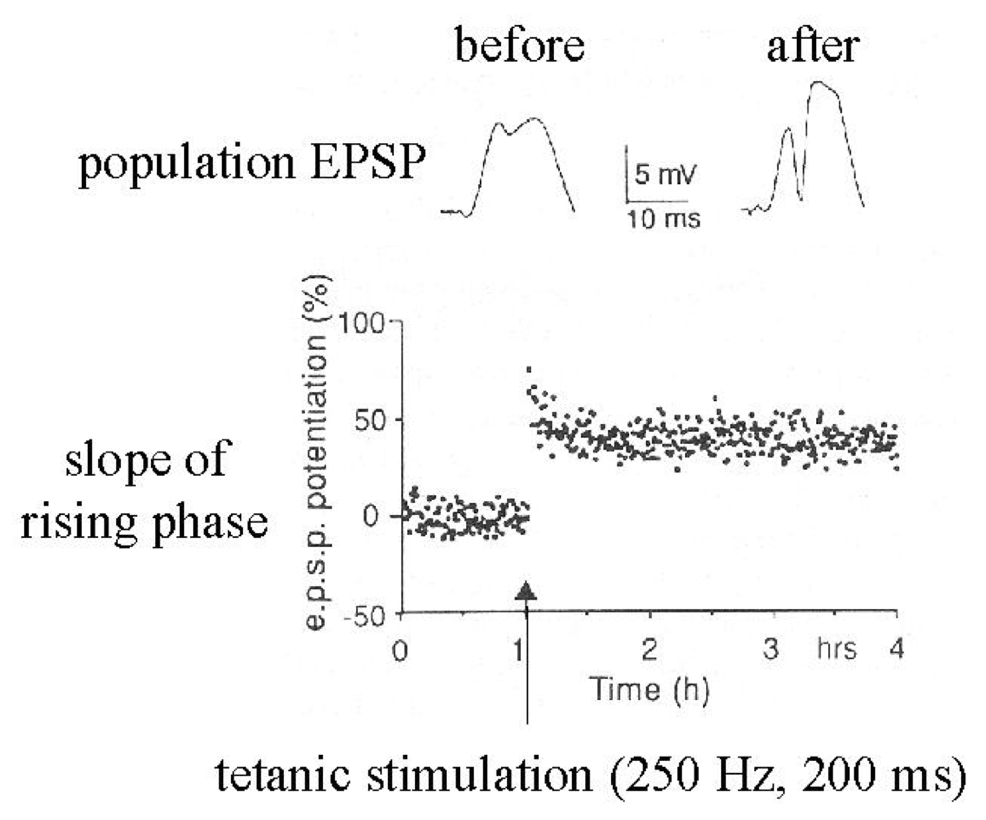 before
after
population EPSP
5 mV
10 ms
slope of
rising phase
e.p.s.p. potentiation (%)
100
50
0
-50
0
1
2
3
hrs
4
Time (h)
tetanic stimulation (250 Hz, 200 ms)